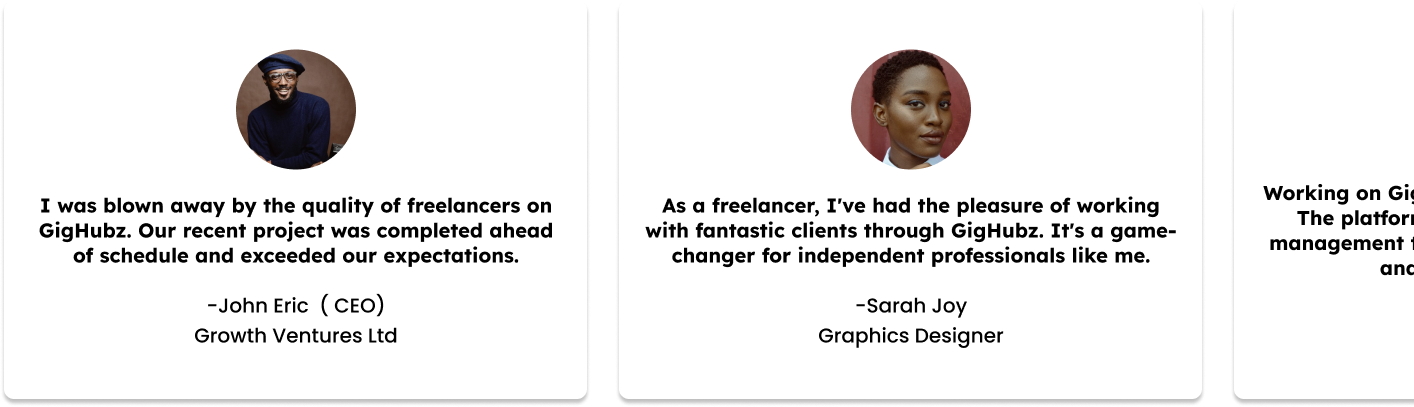 I was blown away by the quality of freelancers on
GigHubz. Our recent project was completed ahead
of schedule and exceeded our expectations.
-John Eric  ( CEO)
Growth Ventures Ltd
As a freelancer, I've had the pleasure of working
with fantastic clients through GigHubz. It's a game-
changer for independent professionals like me.
-Sarah Joy
Graphics Designer
Working on
The
management